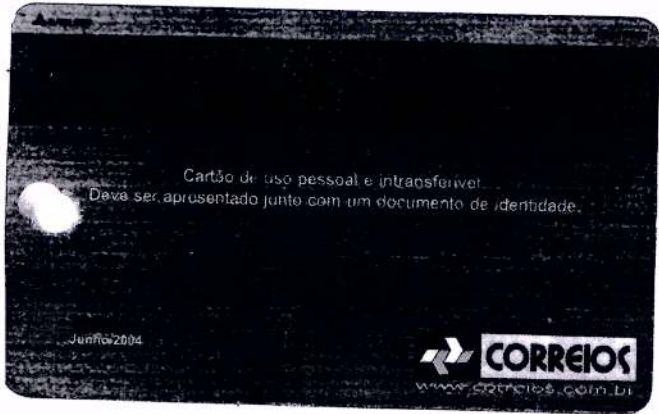 Cartão de uso pessoal e intransferível.
Deve ser apresentado junto com um documento de identidade.
Junho/2004
CORREIOS
www.correios.com.br